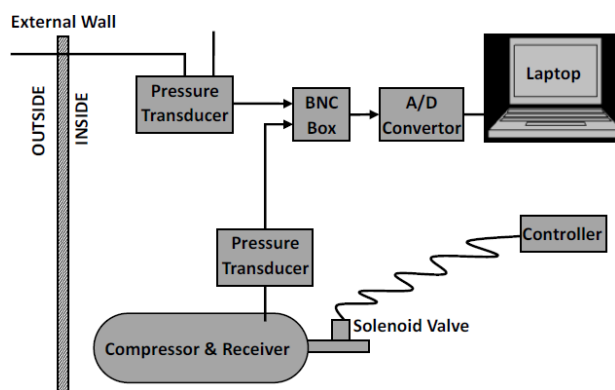 External Wall
OUTSIDE
INSIDE
Pressure
Transducer
BNC
Box
A/D
Convertor
Laptop
Pressure
Transducer
Controller
Solenoid Valve
Compressor & Receiver